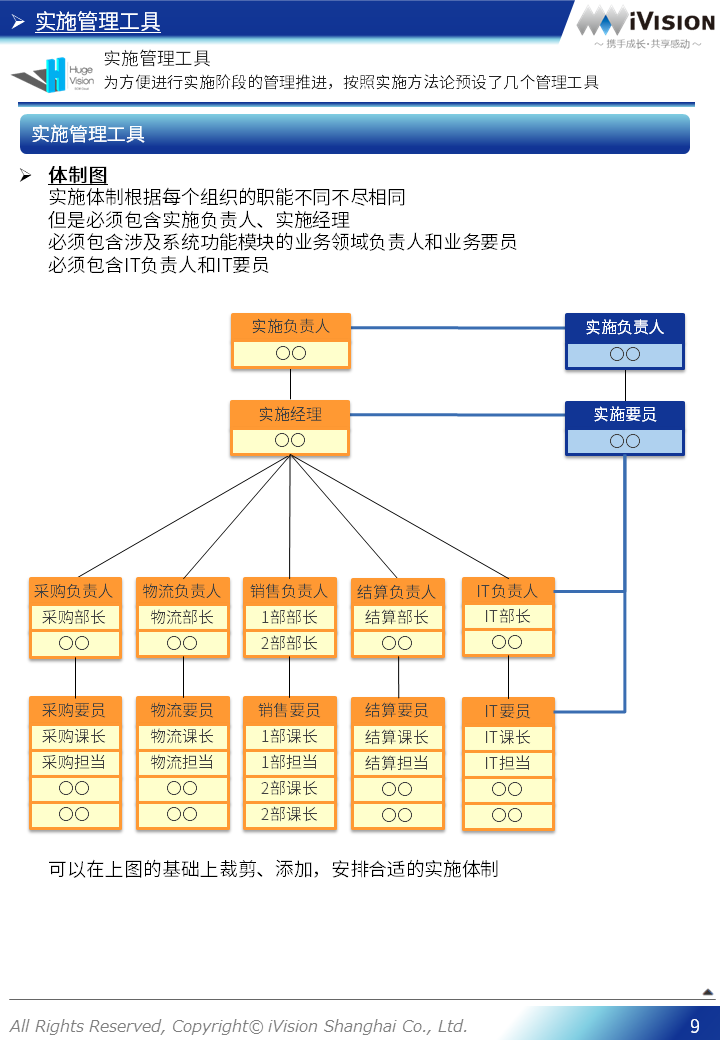 实施管理工具
iVISION
～ 携手成长·共享感动 ～
Huge
Vision
实施管理工具
为方便进行实施阶段的管理推进，按照实施方法论预设了几个管理工具
实施管理工具
体制图
实施体制根据每个组织的职能不同不尽相同
但是必须包含实施负责人、实施经理
必须包含涉及系统功能模块的业务领域负责人和业务要员
必须包含IT负责人和IT要员
实施负责人 实施负责人
〇〇 〇〇
实施经理 实施要员
〇〇 〇〇
采购负责人 物流负责人 销售负责人 结算负责人 IT负责人
采购部长 物流部长 1部部长 结算部长 IT部长
〇〇 〇〇 2部部长 〇〇 〇〇
采购要员 物流要员 销售要员 结算要员 IT要员
采购课长 物流课长 1部课长 结算课长 IT课长
采购担当 物流担当 1部担当 结算担当 IT担当
〇〇 〇〇 2部课长 〇〇 〇〇
〇〇 〇〇 2部课长 〇〇 〇〇
可以在上图的基础上裁剪、添加，安排合适的实施体制
All Rights Reserved, Copyright© iVision Shanghai Co., Ltd.
9